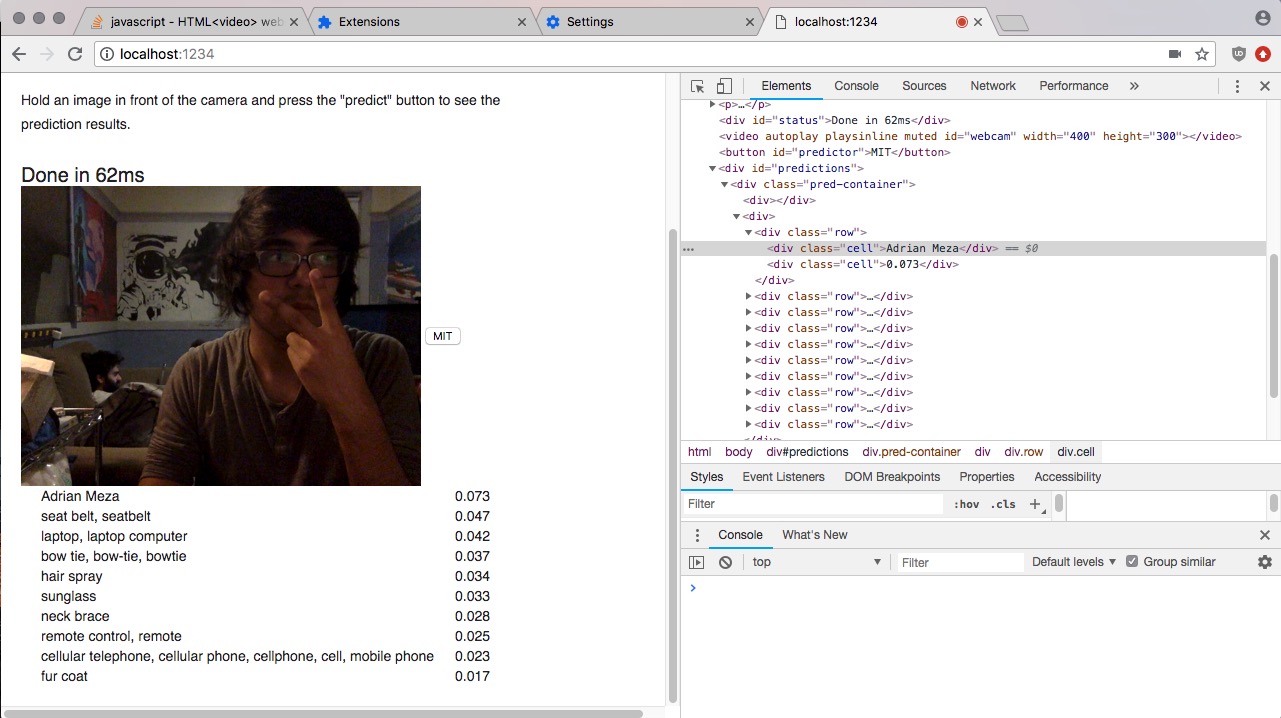 javascript - HTML<video> web
Extensions
Settings
localhost:1234
localhost:1234
Hold an image in front of the camera and press the "predict" button to see the
prediction results.
Done in 62ms
MIT
Adrian Meza 0.073
seat belt, seatbelt 0.047
laptop, laptop computer 0.042
bow tie, bow-tie, bowtie 0.037
hair spray 0.034
sunglass 0.033
neck brace 0.028
remote control, remote 0.025
cellular telephone, cellular phone, cellphone, cell, mobile phone 0.023
fur coat 0.017
Elements Console Sources Network Performance »
<p>…</p>
<div id="status">Done in 62ms</div>
<video autoplay playsinline muted id="webcam" width="400" height="300"></video>
<button id="predictor">MIT</button>
<div id="predictions">
<div class="pred-container">
<div></div>
<div>
<div class="row">
<div class="cell">Adrian Meza</div> == $0
<div class="cell">0.073</div>
</div>
<div class="row">…</div>
<div class="row">…</div>
<div class="row">…</div>
<div class="row">…</div>
<div class="row">…</div>
<div class="row">…</div>
<div class="row">…</div>
<div class="row">…</div>
<div class="row">…</div>
</div>
html body div#predictions div.pred-container div div.row div.cell
Styles Event Listeners DOM Breakpoints Properties Accessibility
Filter :hov .cls +
Console What's New
top Filter Default levels Group similar